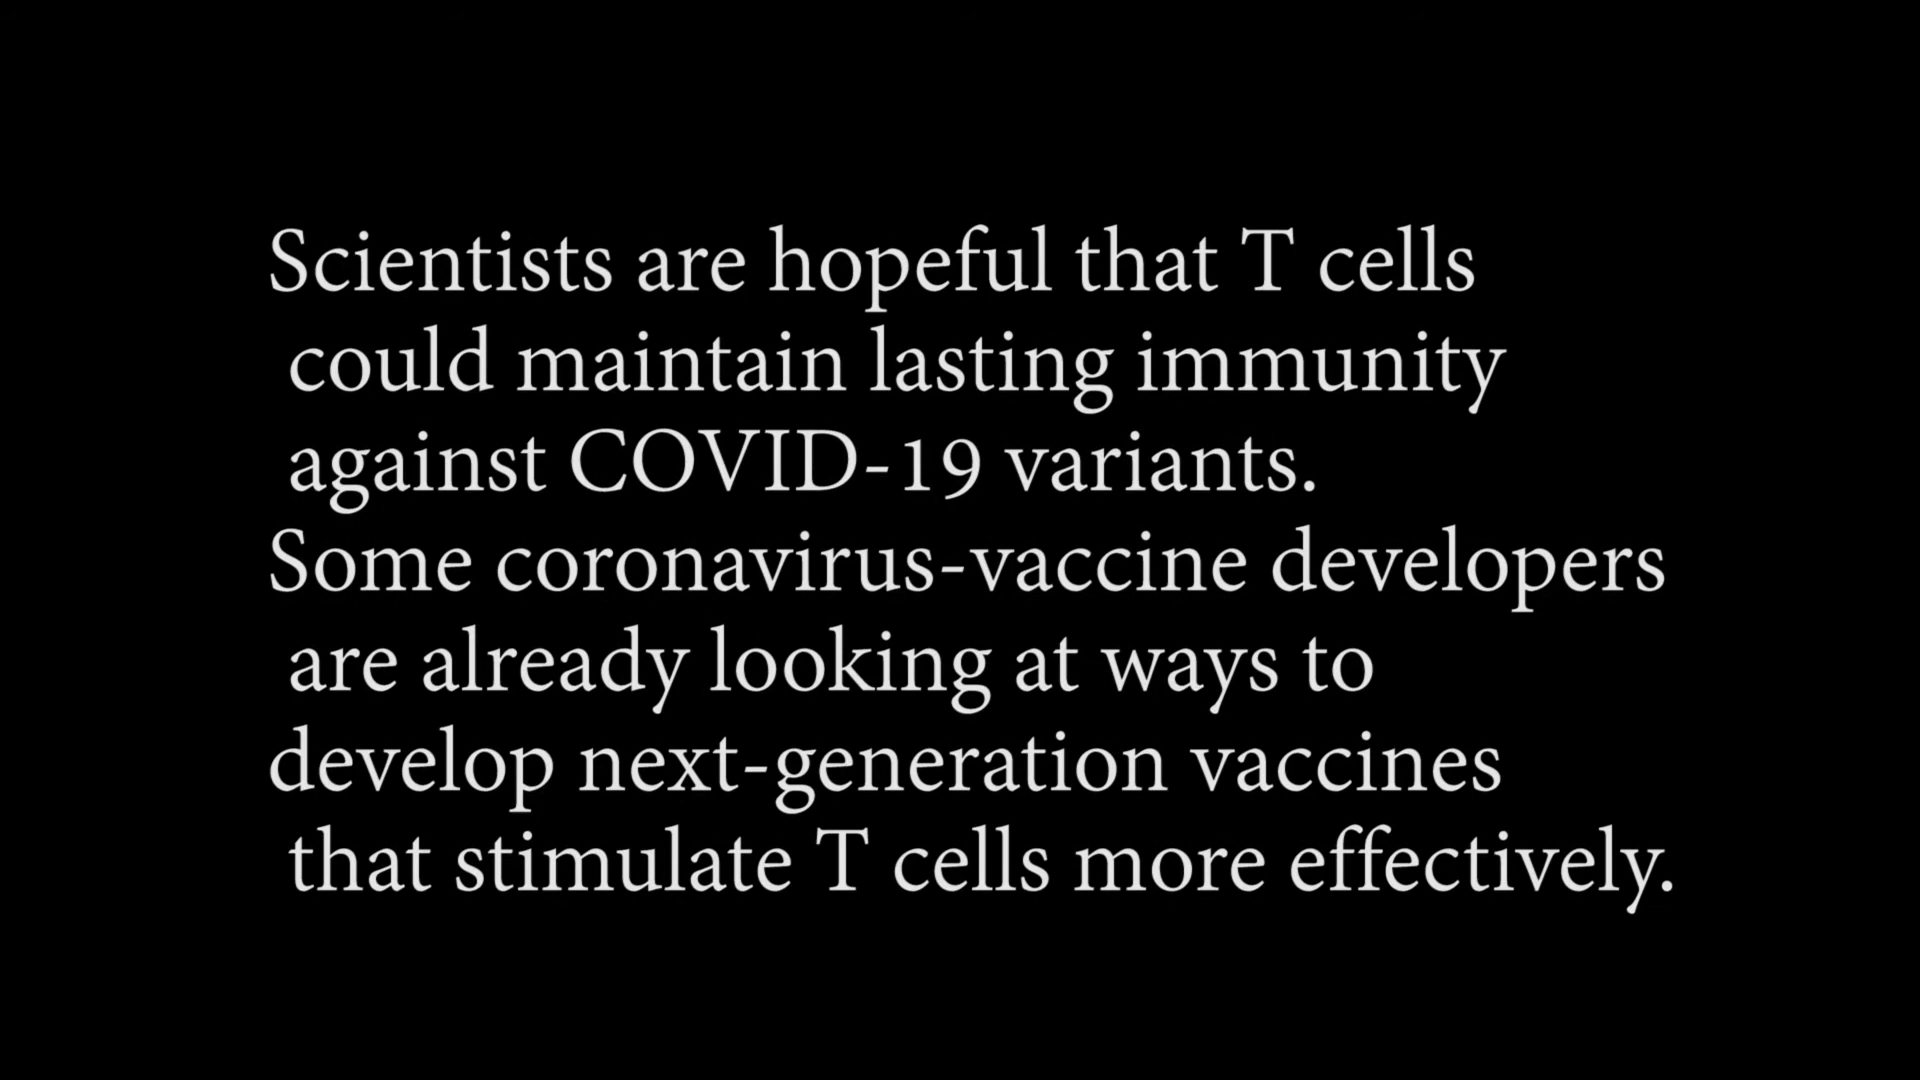 Scientists are hopeful that T cells
could maintain lasting immunity
against COVID-19 variants.
Some coronavirus-vaccine developers
are already looking at ways to
develop next-generation vaccines
that stimulate T cells more effectively.